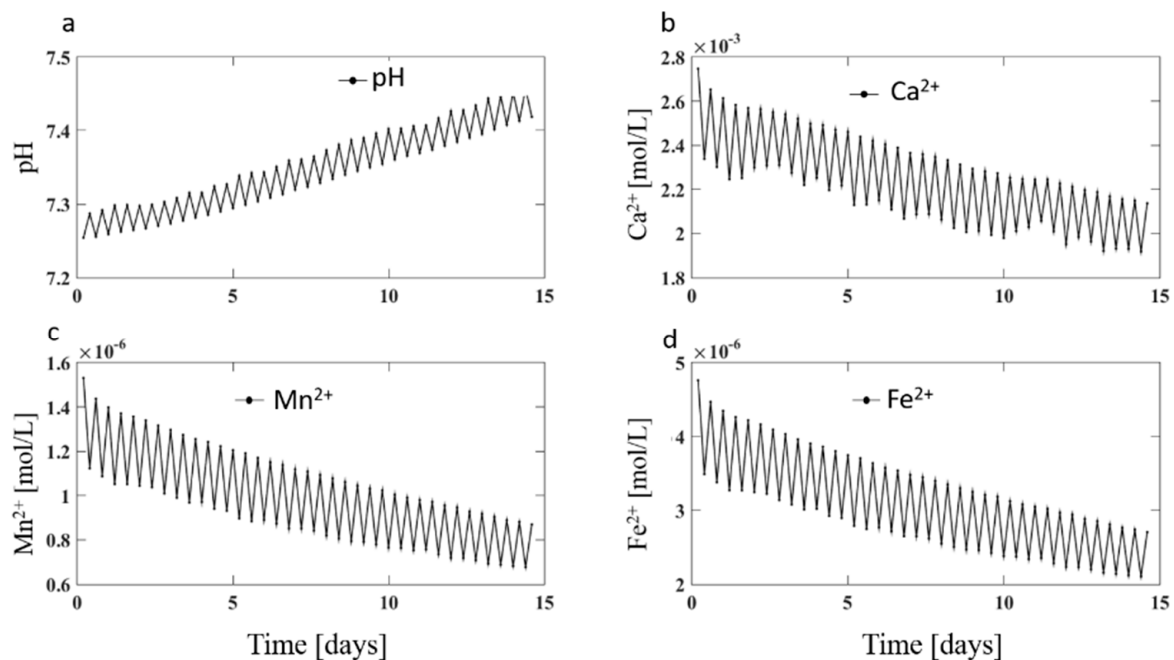 a
7.5
pH
7.4
pH
7.3
7.2
0 5 10 15
b
×10⁻³
2.8
Ca²⁺
2.6
2.4
Ca²⁺ [mol/L]
2.2
2
1.8
0 5 10 15
c
×10⁻⁶
1.6
Mn²⁺
1.4
1.2
Mn²⁺ [mol/L]
1
0.8
0.6
0 5 10 15
Time [days]
d
×10⁻⁶
5
Fe²⁺
4
Fe²⁺ [mol/L]
3
2
0 5 10 15
Time [days]